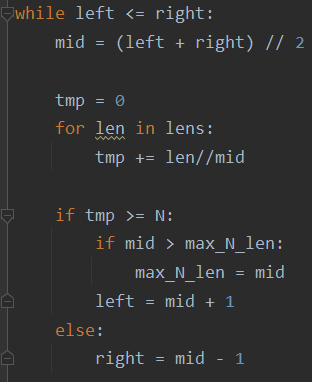 while left <= right:
    mid = (left + right) // 2

    tmp = 0
    for len in lens:
        tmp += len//mid

    if tmp >= N:
        if mid > max_N_len:
            max_N_len = mid
        left = mid + 1
    else:
        right = mid - 1